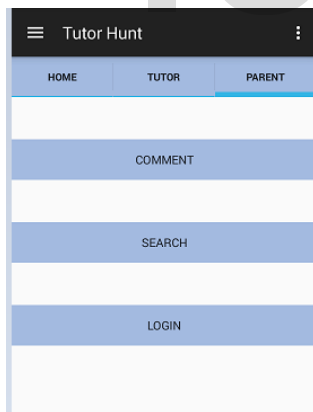 Tutor Hunt
HOME TUTOR PARENT
COMMENT
SEARCH
LOGIN